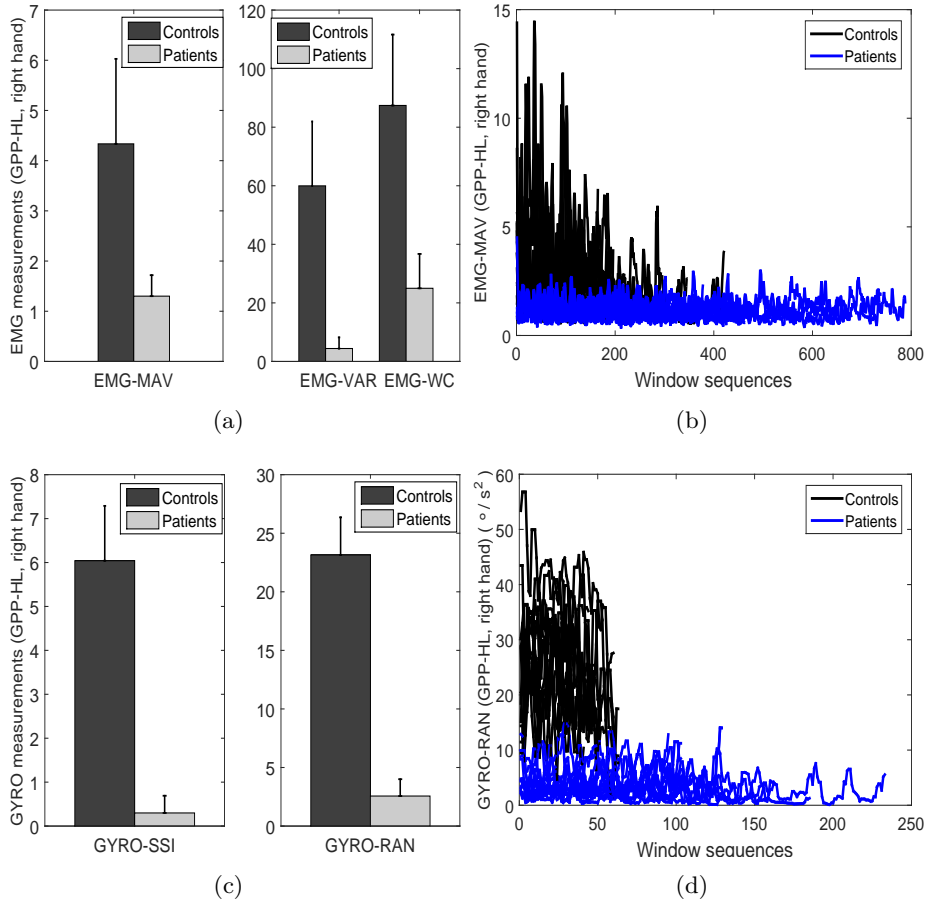 EMG measurements (GPP-HL, right hand)
7
6
5
4
3
2
1
0
Controls
Patients
EMG-MAV
120
100
80
60
40
20
0
Controls
Patients
EMG-VAR EMG-WC
(a)
EMG-MAV (GPP-HL, right hand)
15
10
5
0
Controls
Patients
0 200 400 600 800
Window sequences
(b)
GYRO measurements (GPP-HL, right hand)
8
7
6
5
4
3
2
1
0
Controls
Patients
GYRO-SSI
30
25
20
15
10
5
0
Controls
Patients
GYRO-RAN
(c)
GYRO-RAN (GPP-HL, right hand) ( ° / s²)
60
50
40
30
20
10
0
Controls
Patients
0 50 100 150 200 250
Window sequences
(d)